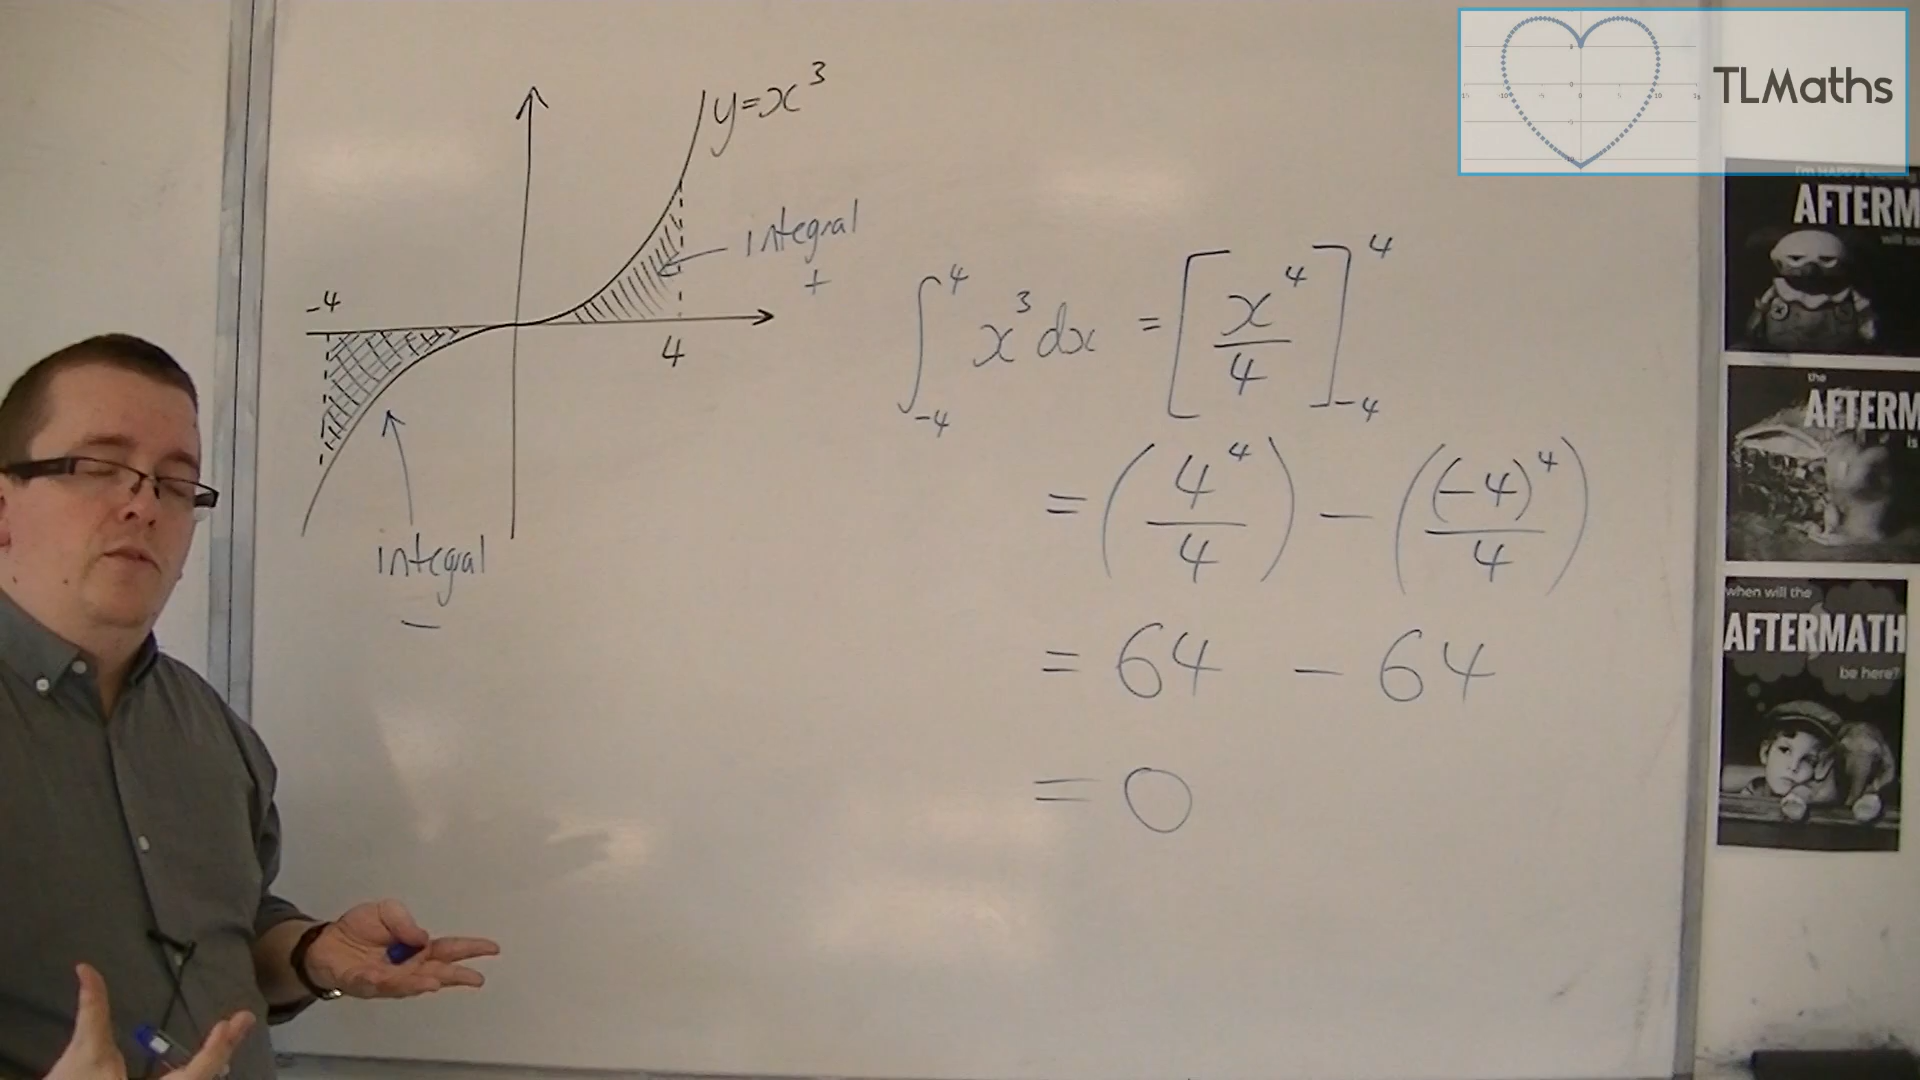 y=x³
integral
+
-4
4
integral
−
∫₋₄⁴ x³ dx = [x⁴/4]₋₄⁴
= (4⁴/4) − ((-4)⁴/4)
= 64 − 64
= 0
TLMaths
AFTERM
the
AFTERM
is
when will the
AFTERMATH
be here?